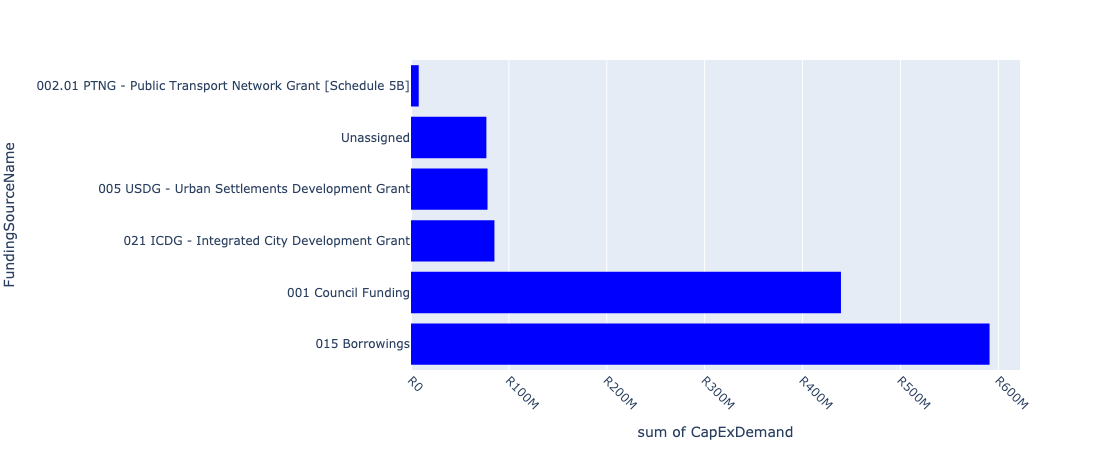 002.01 PTNG - Public Transport Network Grant [Schedule 5B]
Unassigned
005 USDG - Urban Settlements Development Grant
021 ICDG - Integrated City Development Grant
001 Council Funding
015 Borrowings
FundingSourceName
R0
R100M
R200M
R300M
R400M
R500M
R600M
sum of CapExDemand